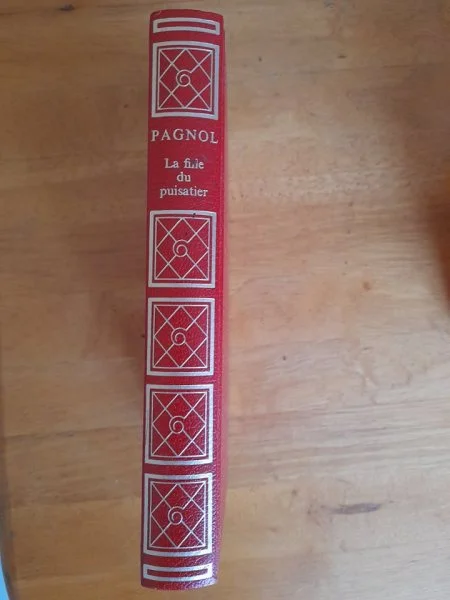 PAGNOL
La fille
du
puisatier